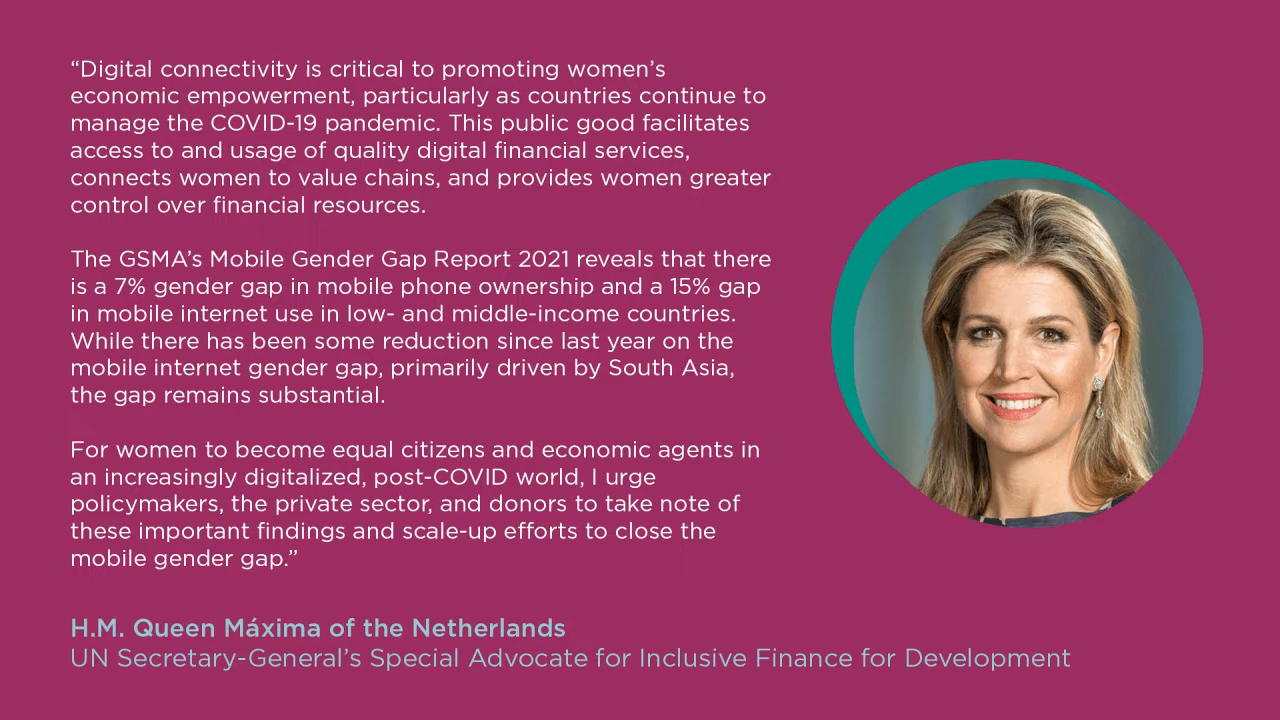 “Digital connectivity is critical to promoting women’s
economic empowerment, particularly as countries continue to
manage the COVID-19 pandemic. This public good facilitates
access to and usage of quality digital financial services,
connects women to value chains, and provides women greater
control over financial resources.
The GSMA’s Mobile Gender Gap Report 2021 reveals that there
is a 7% gender gap in mobile phone ownership and a 15% gap
in mobile internet use in low- and middle-income countries.
While there has been some reduction since last year on the
mobile internet gender gap, primarily driven by South Asia,
the gap remains substantial.
For women to become equal citizens and economic agents in
an increasingly digitalized, post-COVID world, I urge
policymakers, the private sector, and donors to take note of
these important findings and scale-up efforts to close the
mobile gender gap.”
H.M. Queen Máxima of the Netherlands
UN Secretary-General’s Special Advocate for Inclusive Finance for Development